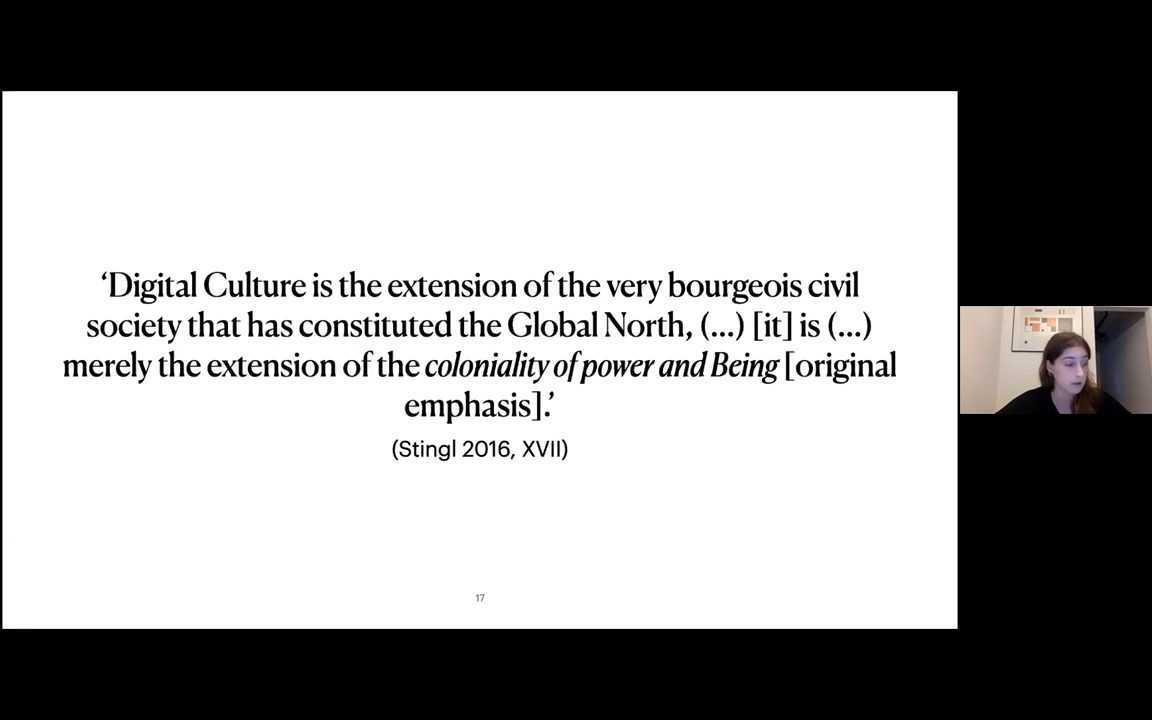 ‘Digital Culture is the extension of the very bourgeois civil
society that has constituted the Global North, (…) [it] is (…)
merely the extension of the coloniality of power and Being [original
emphasis].’
(Stingl 2016, XVII)
17